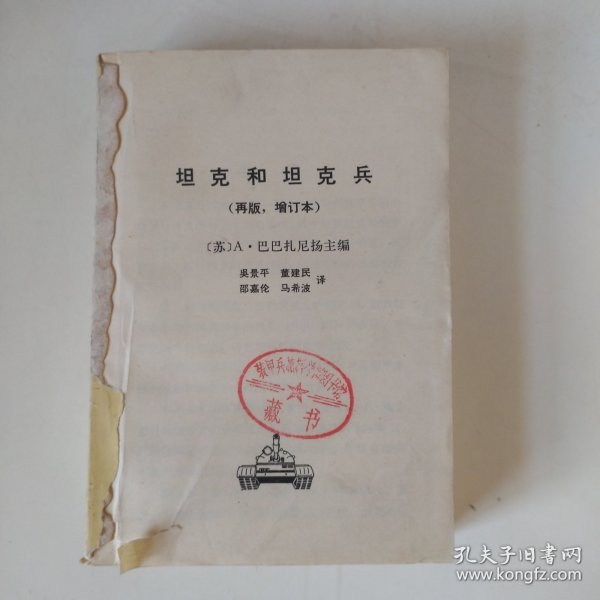 坦克和坦克兵
（再版，增订本）
〔苏〕A·巴巴扎尼扬主编
吳景平 董建民
邵嘉伦 马希波 译
藏书
孔夫子旧书网
www.kongfz.com